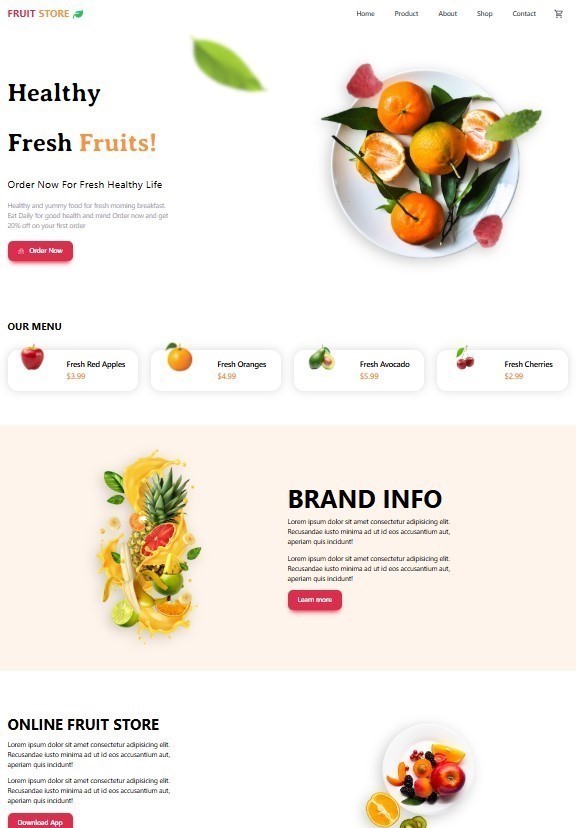 FRUIT STORE
Home Product About Shop Contact
Healthy
Fresh Fruits!
Order Now For Fresh Healthy Life
Healthy and yummy food for fresh morning breakfast.
Eat Daily for good health and mind Order now and get
20% off on your first order
Order Now
OUR MENU
Fresh Red Apples
$3.99
Fresh Oranges
$4.99
Fresh Avocado
$5.99
Fresh Cherries
$2.99
BRAND INFO
Lorem ipsum dolor sit amet consectetur adipisicing elit.
Recusandae iusto minima ad ut id eos accusantium aut,
aperiam quis incidunt!
Lorem ipsum dolor sit amet consectetur adipisicing elit.
Recusandae iusto minima ad ut id eos accusantium aut,
aperiam quis incidunt!
Learn more
ONLINE FRUIT STORE
Lorem ipsum dolor sit amet consectetur adipisicing elit.
Recusandae iusto minima ad ut id eos accusantium aut,
aperiam quis incidunt!
Lorem ipsum dolor sit amet consectetur adipisicing elit.
Recusandae iusto minima ad ut id eos accusantium aut,
aperiam quis incidunt!
Download App